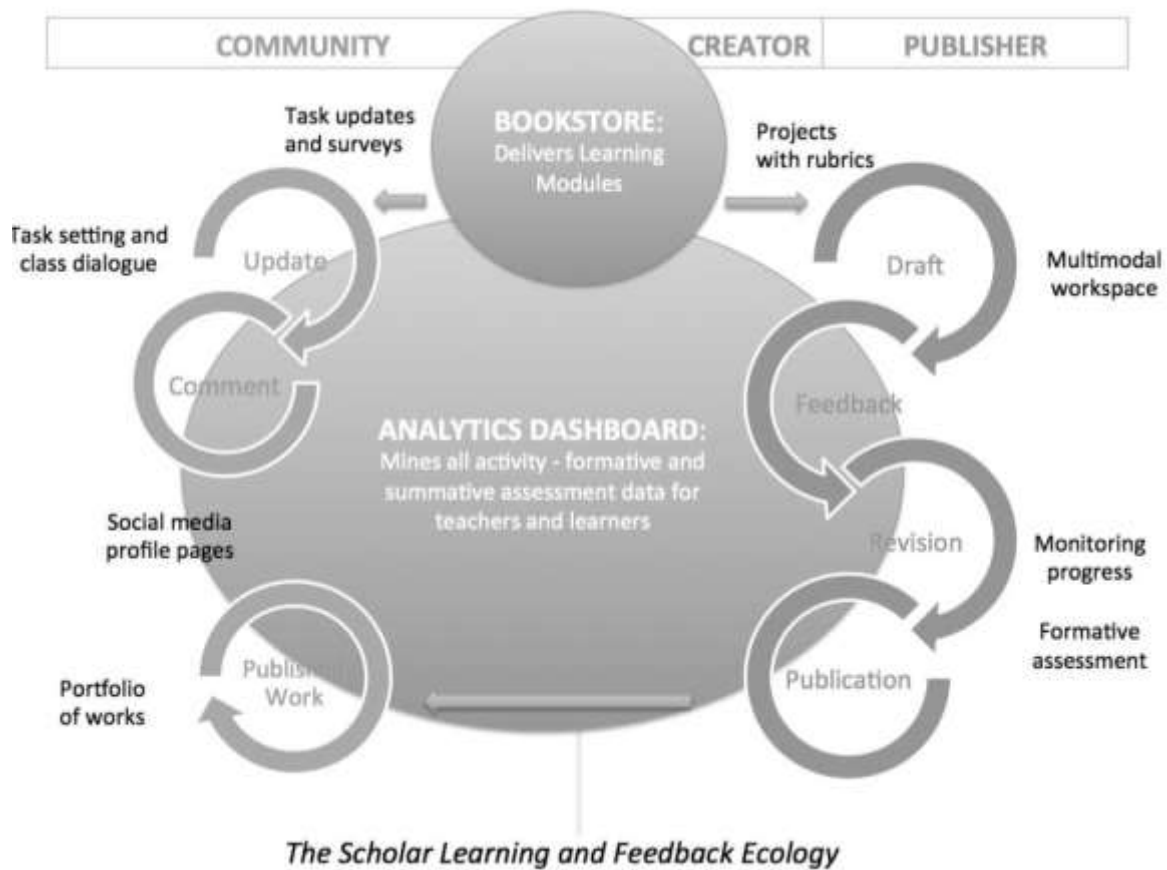 COMMUNITY
CREATOR
PUBLISHER
BOOKSTORE:
Delivers Learning
Modules
Task updates
and surveys
Projects
with rubrics
Task setting and
class dialogue
Update
Draft
Multimodal
workspace
Comment
Feedback
ANALYTICS DASHBOARD:
Mines all activity - formative and
summative assessment data for
teachers and learners
Social media
profile pages
Revision
Monitoring
progress
Formative
assessment
Published
Work
Publication
Portfolio
of works
The Scholar Learning and Feedback Ecology